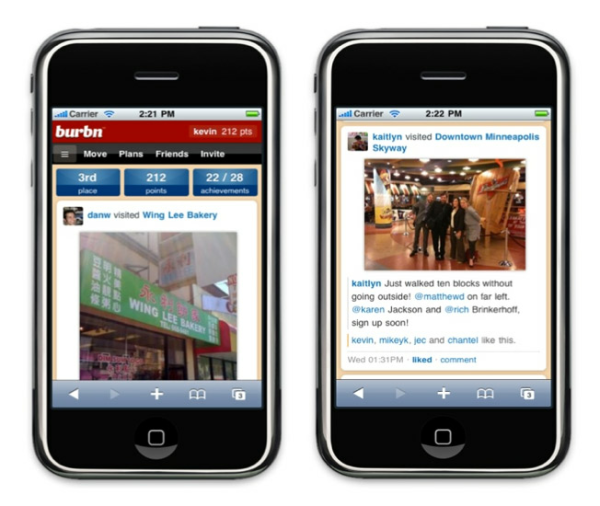 Carrier 2:21 PM
burbn kevin 212 pts
Move Plans Friends Invite
3rd 212 22 / 28
place points achievements
danw visited Wing Lee Bakery
WING LEE BAKERY
3
Carrier 2:22 PM
kaitlyn visited Downtown Minneapolis
Skyway
kaitlyn Just walked ten blocks without
going outside! @matthewd on far left.
@karen Jackson and @rich Brinkerhoff,
sign up soon!
kevin, mikeyk, jec and chantel like this.
Wed 01:31PM · liked · comment
3